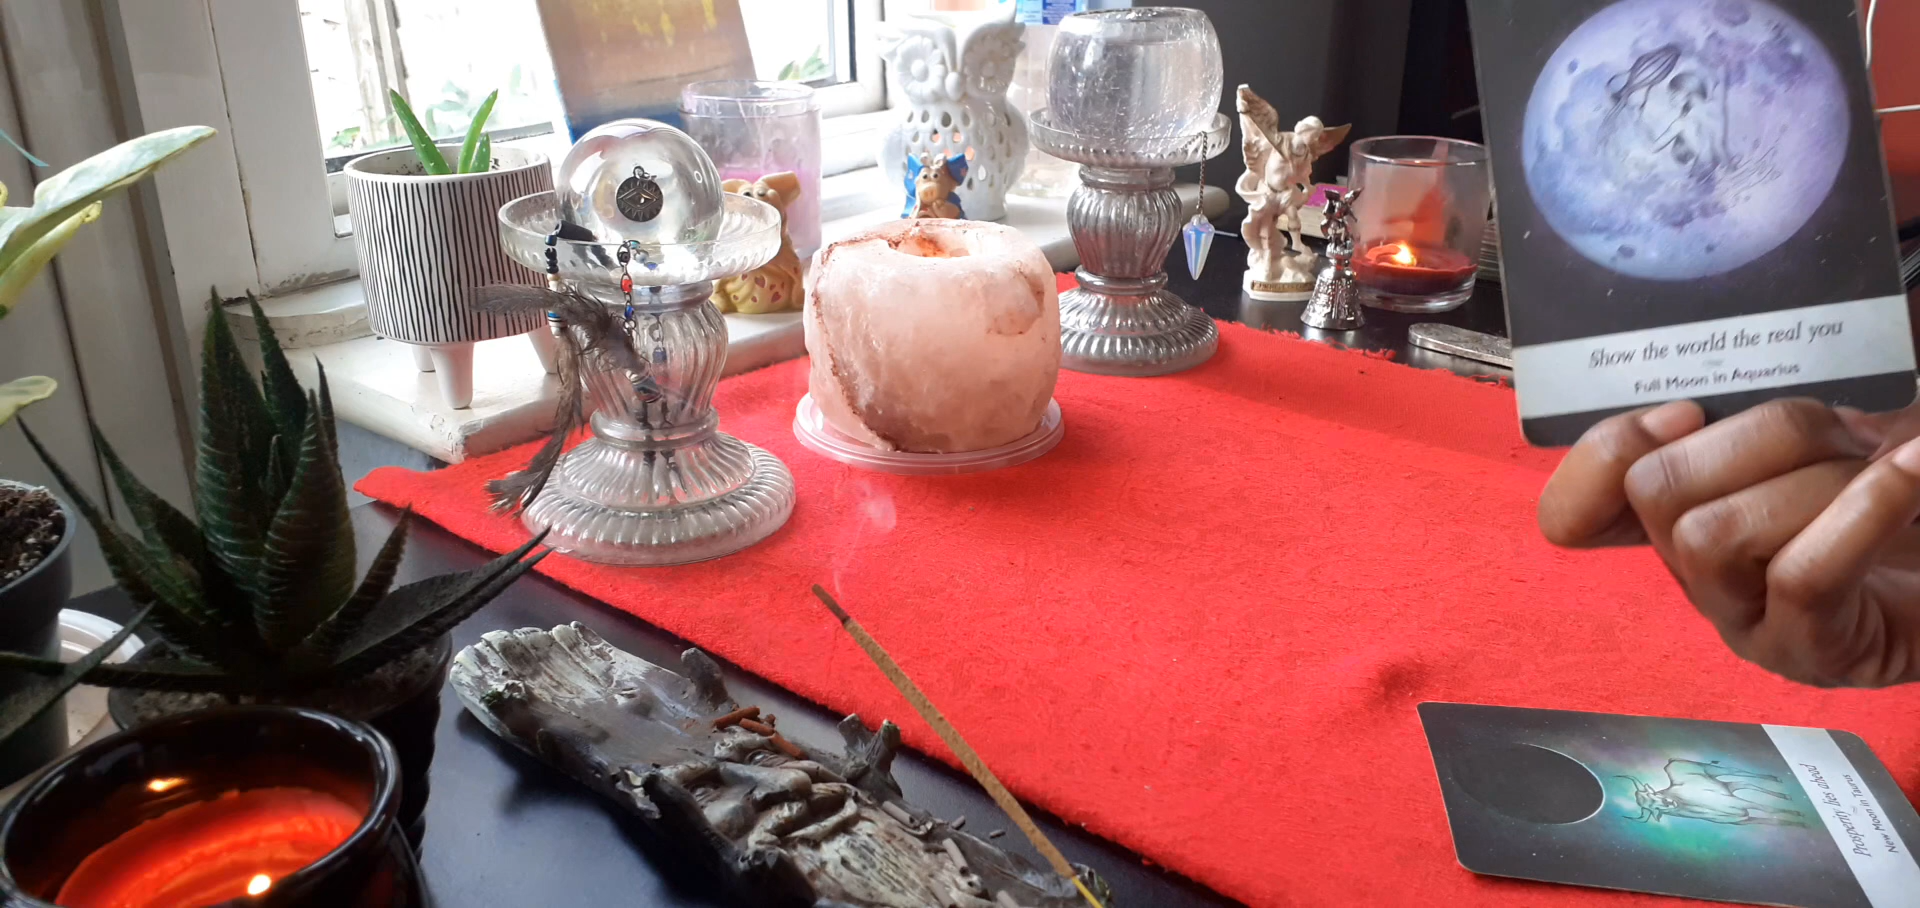 Show the world the real you
Full Moon in Aquarius
Prosperity lies ahead
New Moon in Taurus